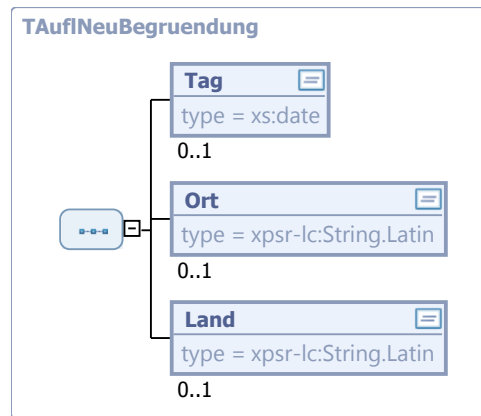 TAuflNeuBegruendung
Tag
type = xs:date
0..1
Ort
type = xpsr-lc:String.Latin
0..1
Land
type = xpsr-lc:String.Latin
0..1